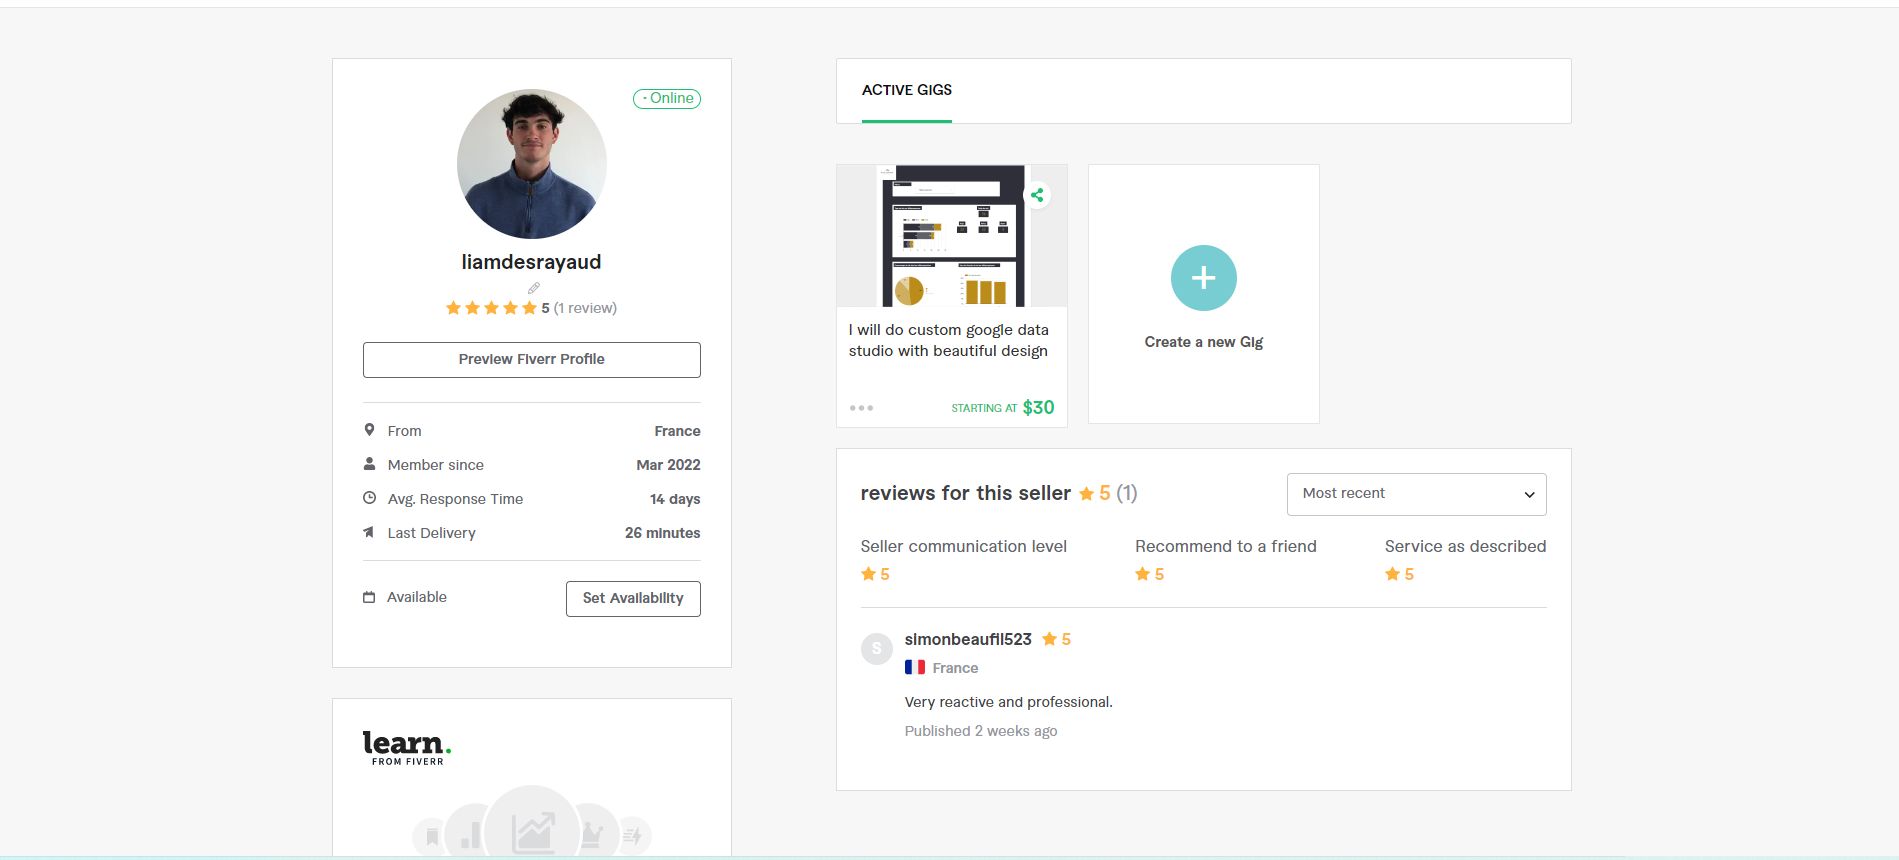 Online
liamdesrayaud
5 (1 review)
Preview Fiverr Profile
From France
Member since Mar 2022
Avg. Response Time 14 days
Last Delivery 26 minutes
Available Set Availability
learn.
FROM FIVERR
ACTIVE GIGS
I will do custom google data
studio with beautiful design
STARTING AT $30
Create a new Gig
reviews for this seller 5 (1)
Most recent
Seller communication level Recommend to a friend Service as described
5 5 5
S
simonbeaufil523 5
France
Very reactive and professional.
Published 2 weeks ago